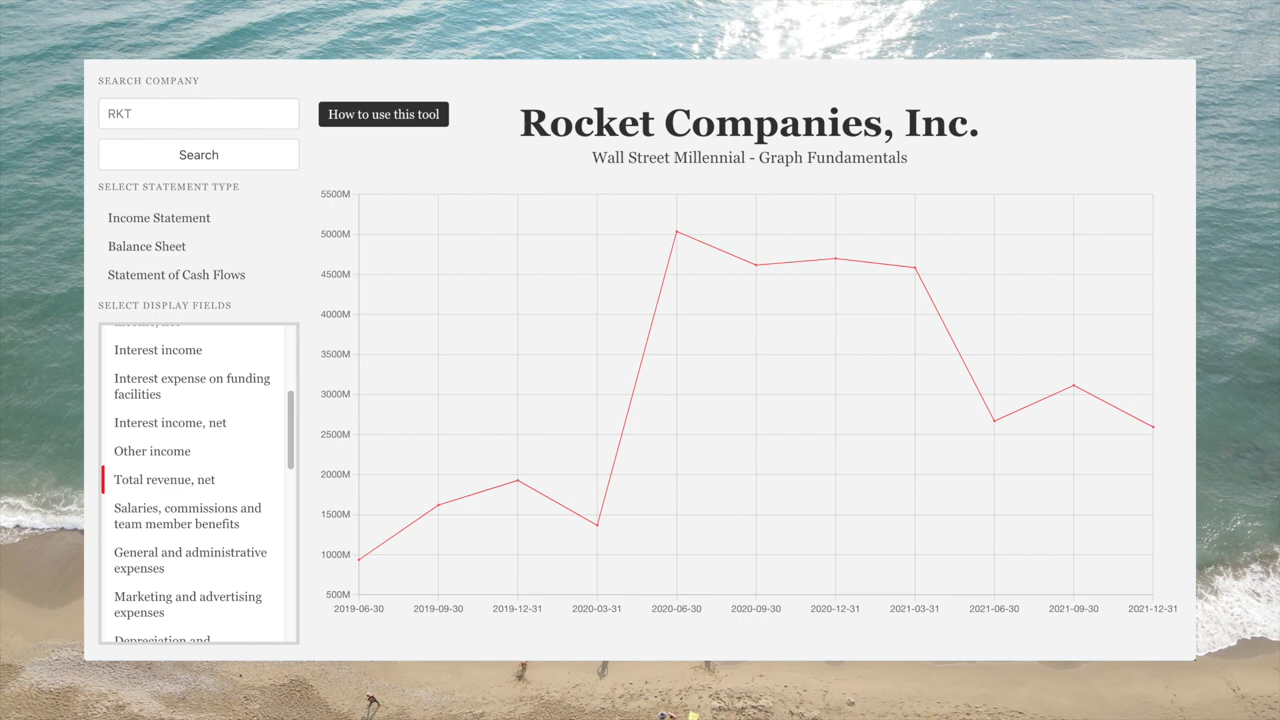 SEARCH COMPANY
RKT
Search
How to use this tool
Rocket Companies, Inc.
Wall Street Millennial - Graph Fundamentals
SELECT STATEMENT TYPE
Income Statement
Balance Sheet
Statement of Cash Flows
SELECT DISPLAY FIELDS
Interest income
Interest expense on funding
facilities
Interest income, net
Other income
Total revenue, net
Salaries, commissions and
team member benefits
General and administrative
expenses
Marketing and advertising
expenses
Depreciation and
5500M
5000M
4500M
4000M
3500M
3000M
2500M
2000M
1500M
1000M
500M
2019-06-30 2019-09-30 2019-12-31 2020-03-31 2020-06-30 2020-09-30 2020-12-31 2021-03-31 2021-06-30 2021-09-30 2021-12-31